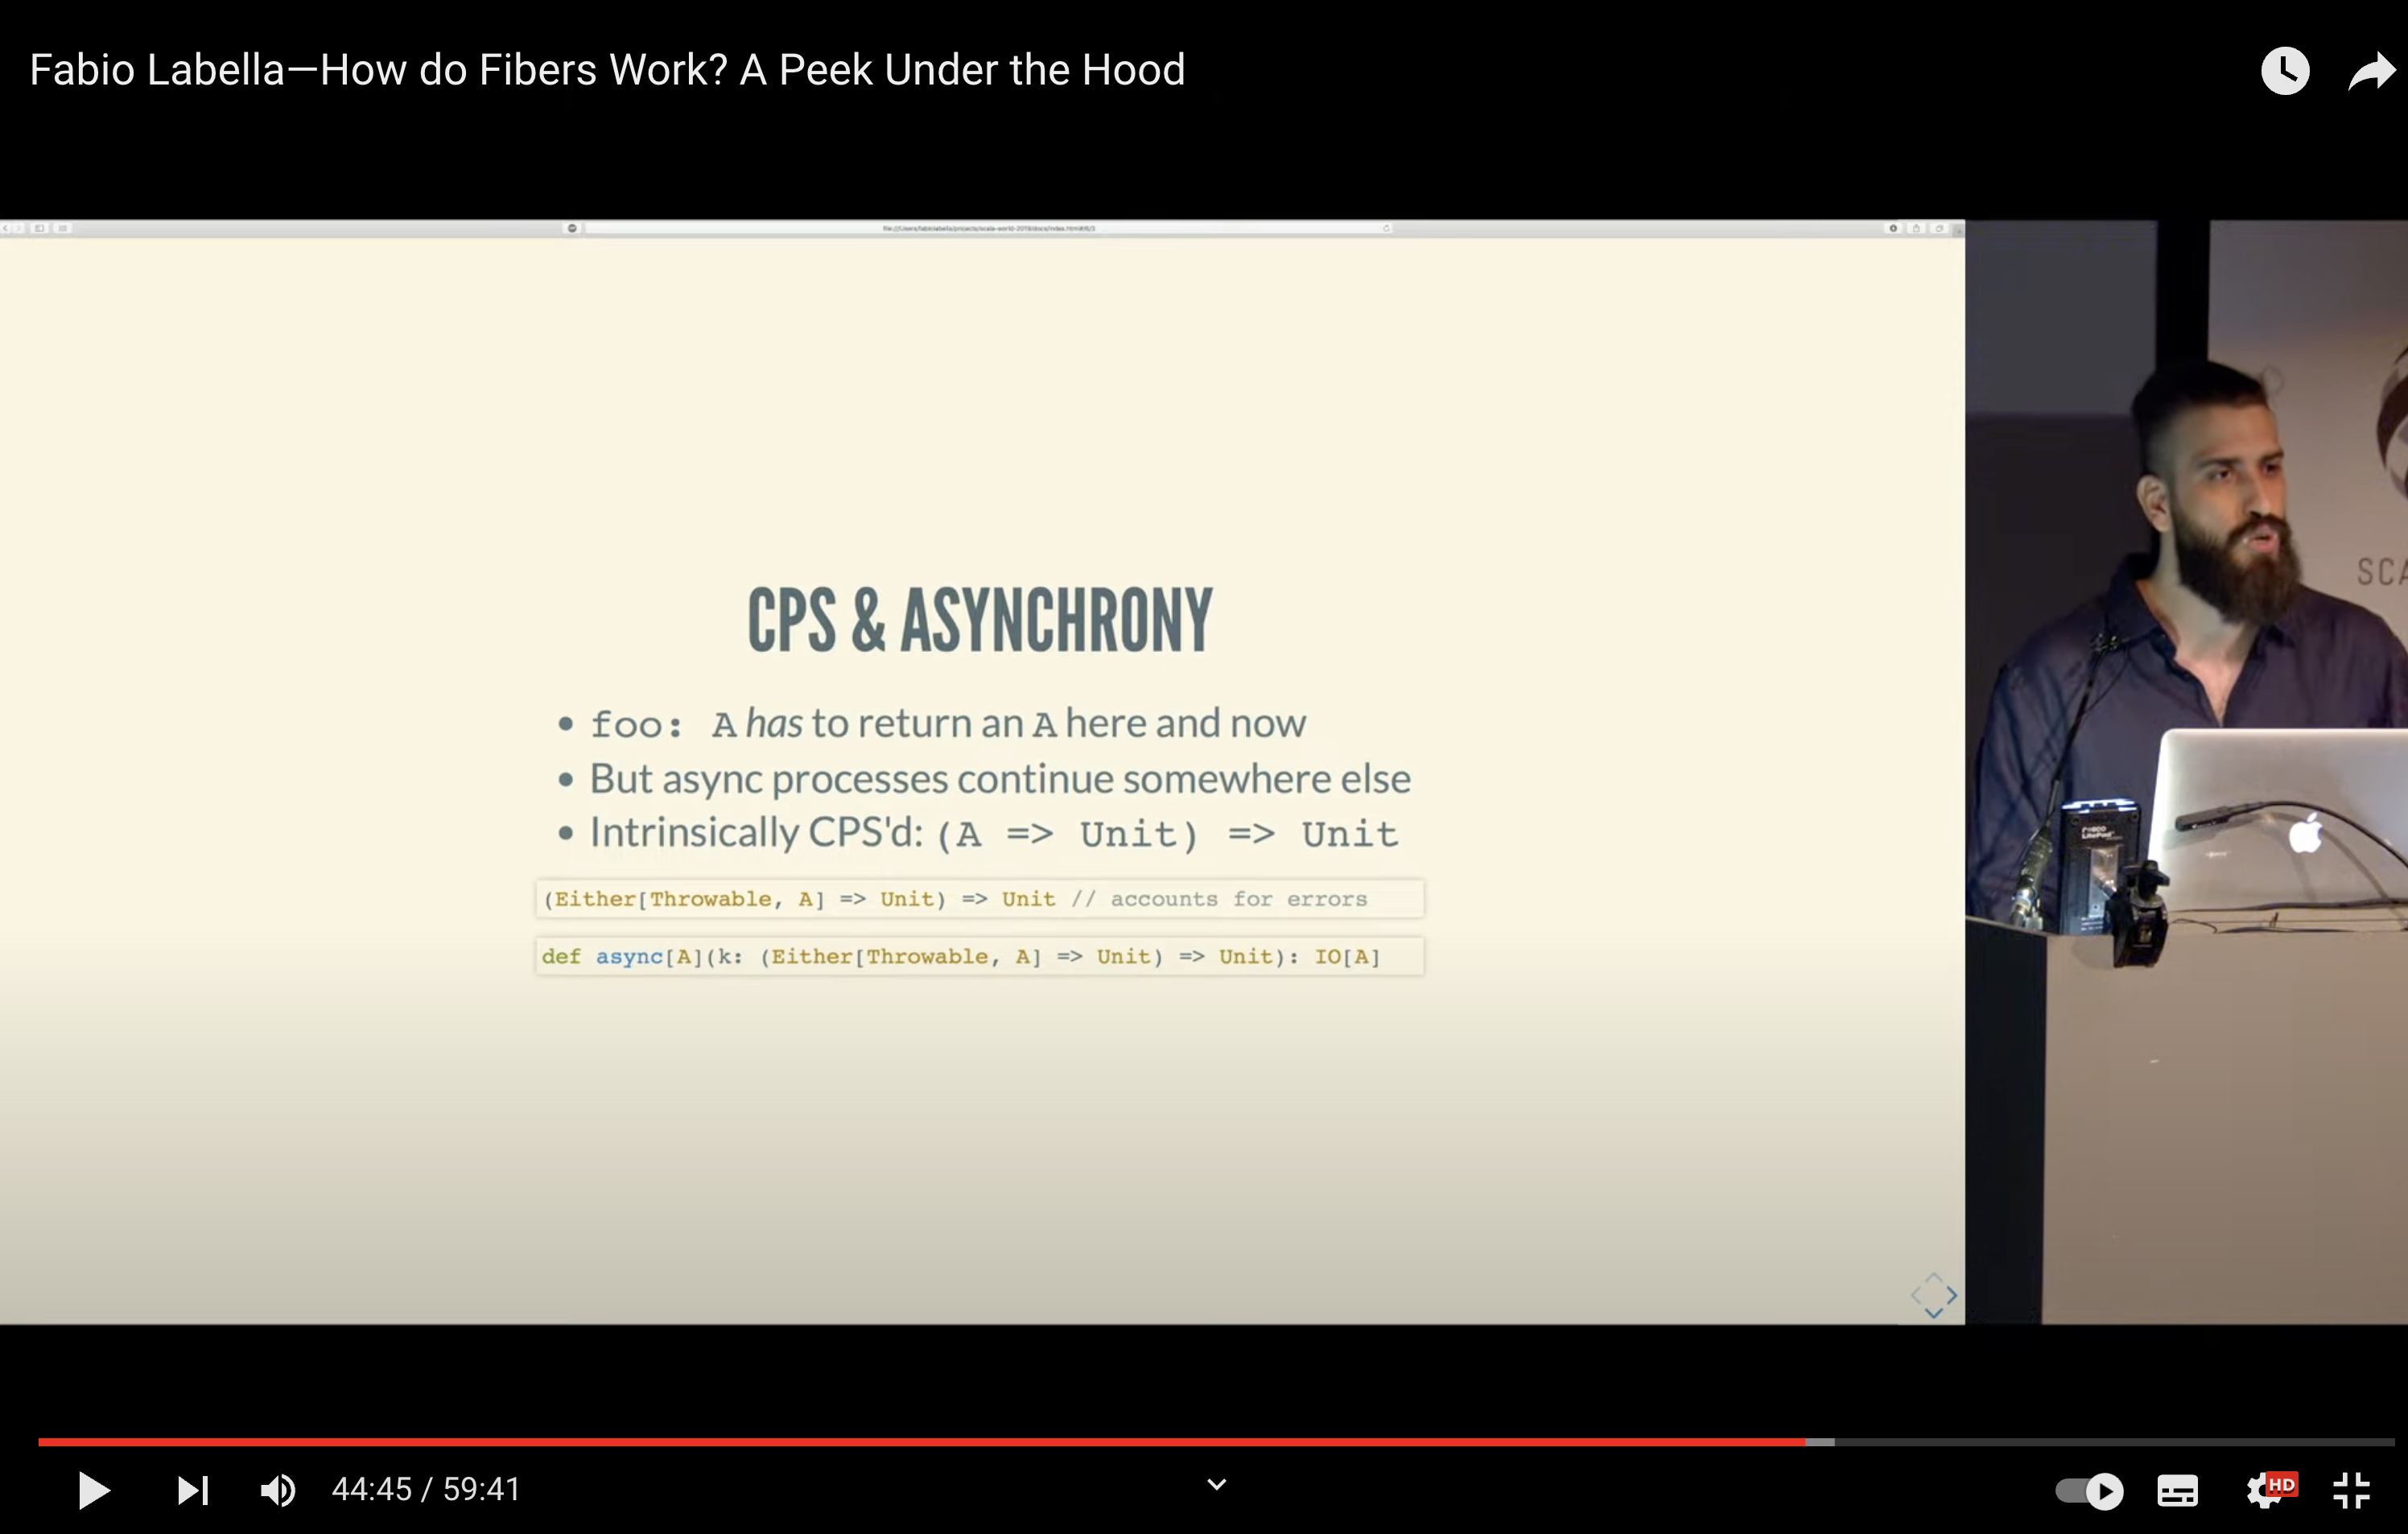 Fabio Labella—How do Fibers Work? A Peek Under the Hood
CPS & ASYNCHRONY
• foo: A has to return an A here and now
• But async processes continue somewhere else
• Intrinsically CPS'd: (A => Unit) => Unit
(Either[Throwable, A] => Unit) => Unit // accounts for errors
def async[A](k: (Either[Throwable, A] => Unit) => Unit): IO[A]
SCA
44:45 / 59:41
HD